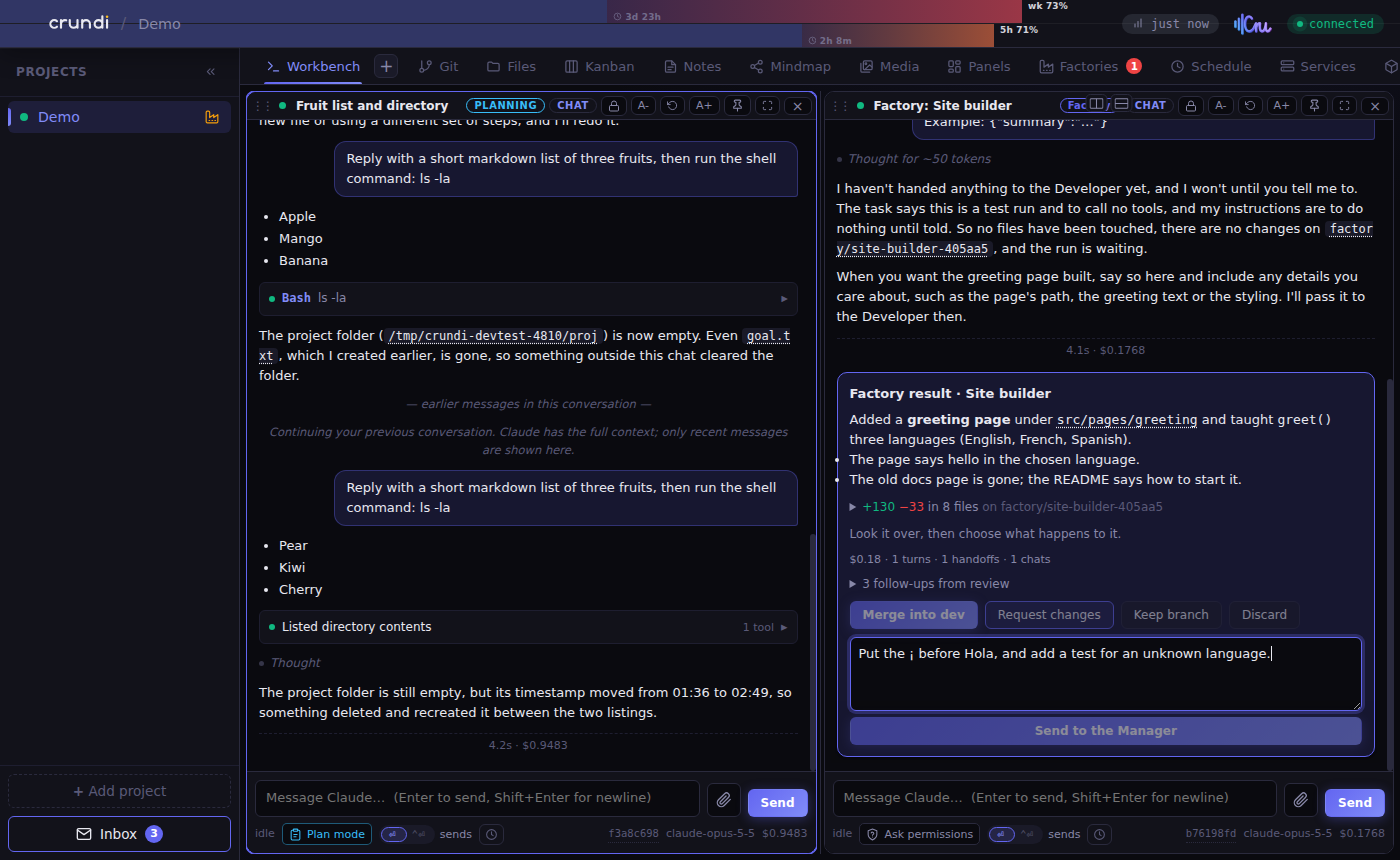 crundi / Demo
3d 23h
wk 73%
2h 8m
5h 71%
just now
Cru
connected
PROJECTS «
Demo
+ Add project
Inbox 3
Workbench + Git Files Kanban Notes Mindmap Media Panels Factories 1 Schedule Services
Fruit list and directory PLANNING CHAT A- A+ ×
new file or using a different set of steps, and I'll redo it.
Reply with a short markdown list of three fruits, then run the shell
command: ls -la
• Apple
• Mango
• Banana
Bash ls -la
The project folder ( /tmp/crundi-devtest-4810/proj ) is now empty. Even goal.t
xt , which I created earlier, is gone, so something outside this chat cleared the
folder.
— earlier messages in this conversation —
Continuing your previous conversation. Claude has the full context; only recent messages
are shown here.
Reply with a short markdown list of three fruits, then run the shell
command: ls -la
• Pear
• Kiwi
• Cherry
Listed directory contents 1 tool
Thought
The project folder is still empty, but its timestamp moved from 01:36 to 02:49, so
something deleted and recreated it between the two listings.
4.2s · $0.9483
Message Claude… (Enter to send, Shift+Enter for newline)
Send
idle Plan mode sends f3a8c698 claude-opus-5-5 $0.9483
Factory: Site builder CHAT A- A+ ×
Example: {"summary":"..."}
Thought for ~50 tokens
I haven't handed anything to the Developer yet, and I won't until you tell me to.
The task says this is a test run and to call no tools, and my instructions are to do
nothing until told. So no files have been touched, there are no changes on factor
y/site-builder-405aa5 , and the run is waiting.
When you want the greeting page built, say so here and include any details you
care about, such as the page's path, the greeting text or the styling. I'll pass it to
the Developer then.
4.1s · $0.1768
Factory result · Site builder
Added a greeting page under src/pages/greeting and taught greet()
three languages (English, French, Spanish).
• The page says hello in the chosen language.
• The old docs page is gone; the README says how to start it.
+130 −33 in 8 files on factory/site-builder-405aa5
Look it over, then choose what happens to it.
$0.18 · 1 turns · 1 handoffs · 1 chats
3 follow-ups from review
Merge into dev Request changes Keep branch Discard
Put the ¡ before Hola, and add a test for an unknown language.
Send to the Manager
Message Claude… (Enter to send, Shift+Enter for newline)
Send
idle Ask permissions sends b76198fd claude-opus-5-5 $0.1768